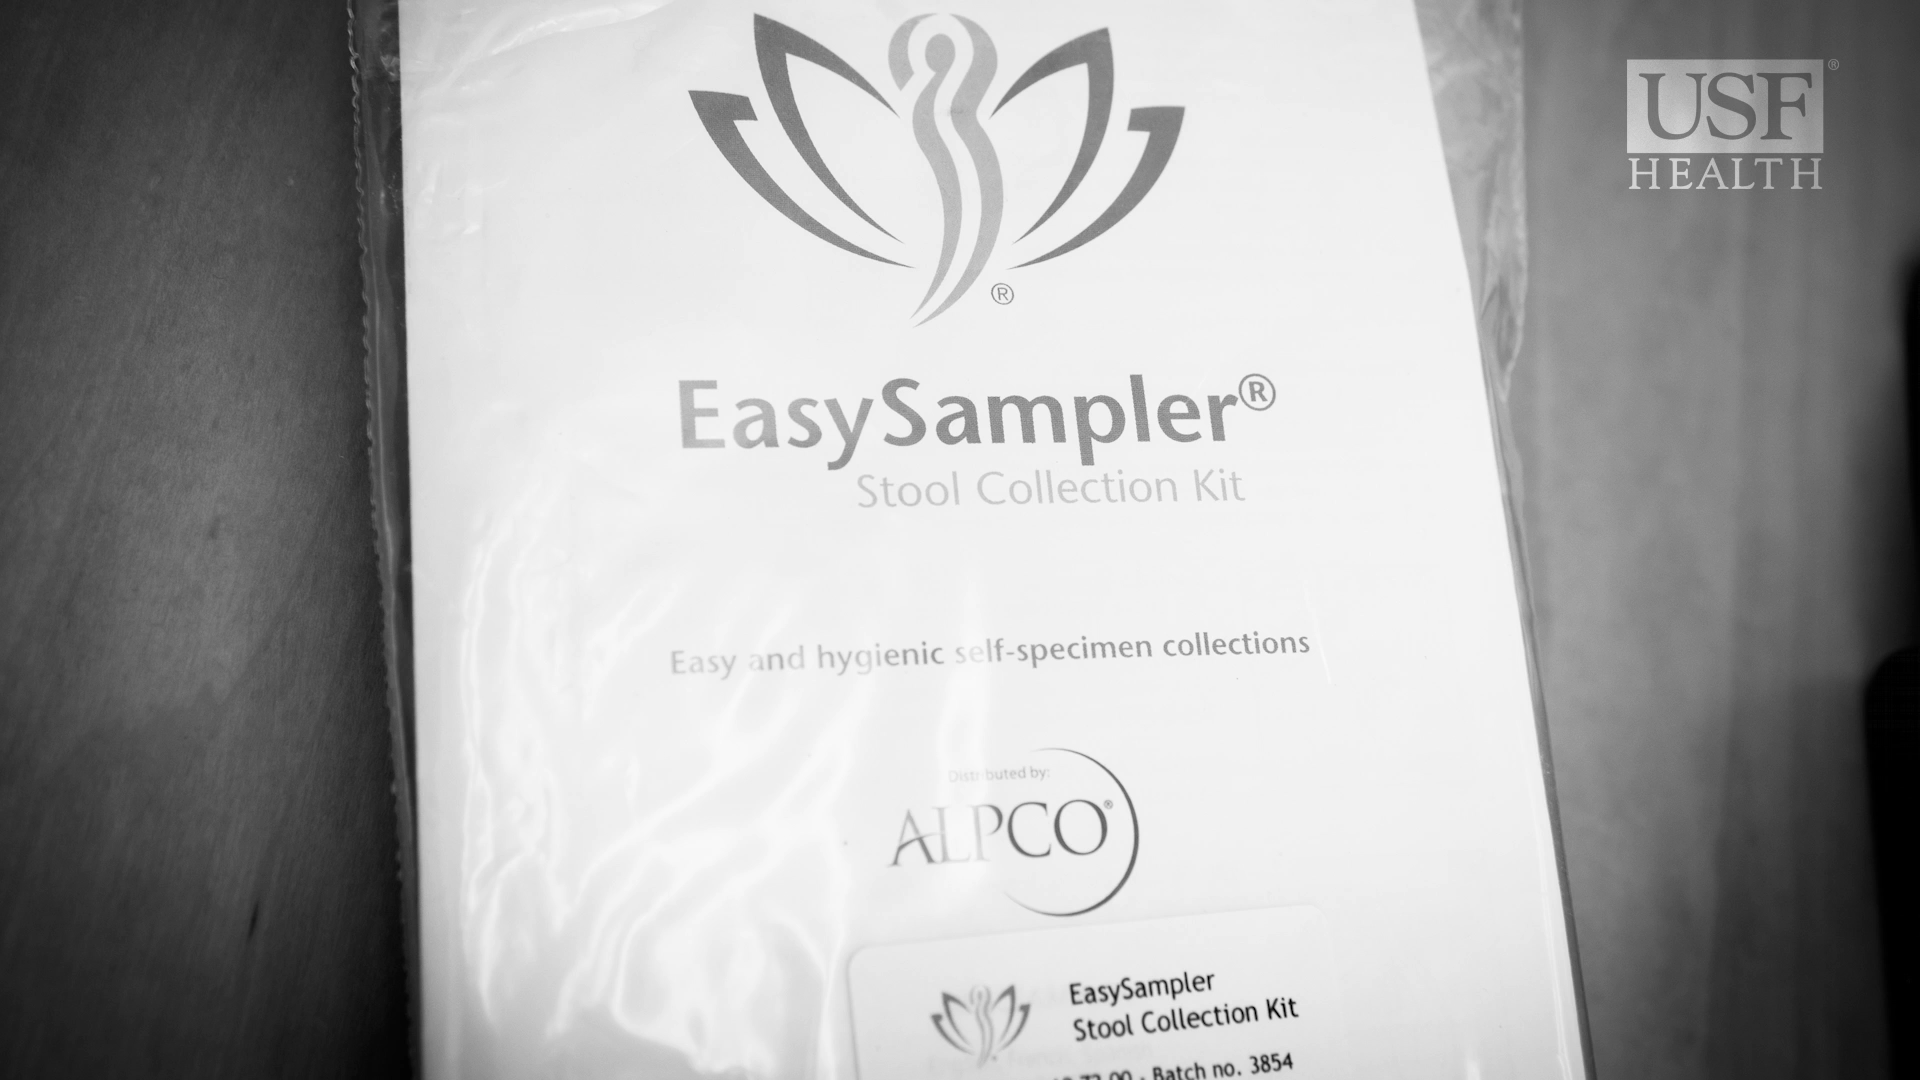 USF®
HEALTH
®
EasySampler®
Stool Collection Kit
Easy and hygienic self-specimen collections
Distributed by:
ALPCO®
EasySampler
Stool Collection Kit
Batch no. 3854